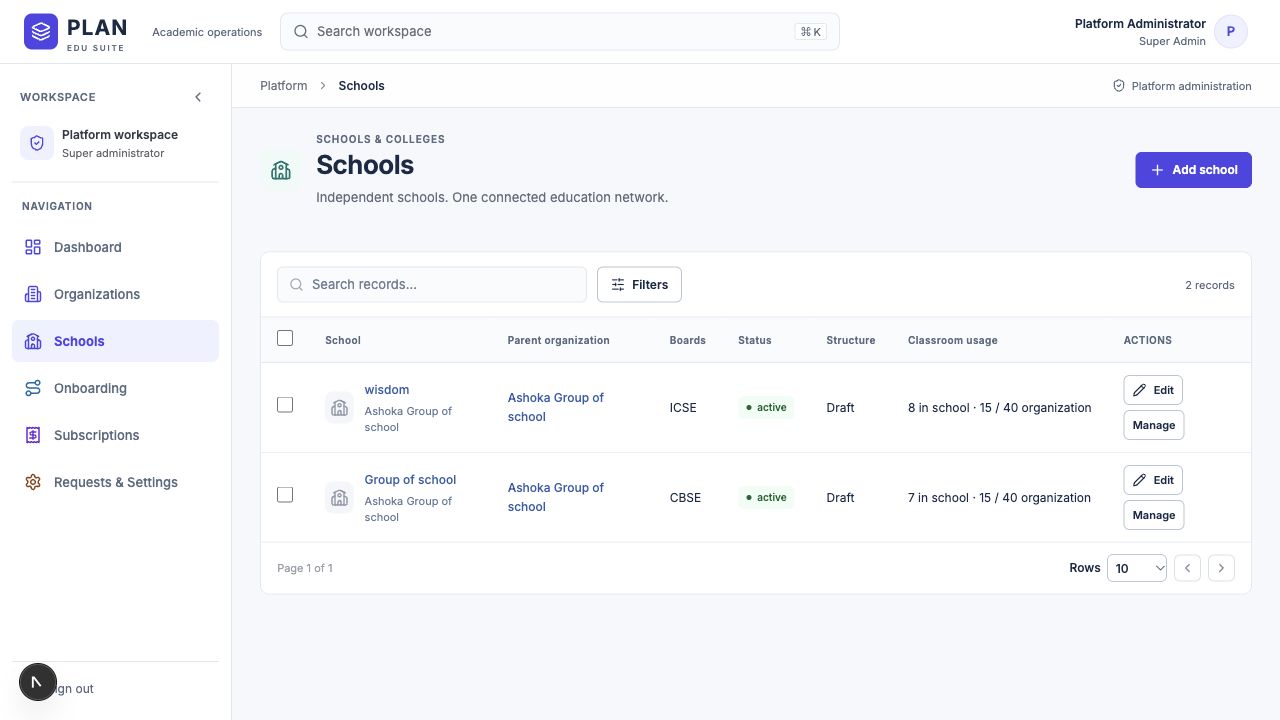 PLAN
EDU SUITE
Academic operations
Search workspace
⌘ K
Platform Administrator
Super Admin
P
WORKSPACE
Platform workspace
Super administrator
NAVIGATION
Dashboard
Organizations
Schools
Onboarding
Subscriptions
Requests & Settings
ign out
Platform
Schools
Platform administration
SCHOOLS & COLLEGES
Schools
Independent schools. One connected education network.
Add school
Search records...
Filters
2 records
School Parent organization Boards Status Structure Classroom usage ACTIONS
wisdom
Ashoka Group of
school
Ashoka Group of
school
ICSE
active
Draft
8 in school · 15 / 40 organization
Edit
Manage
Group of school
Ashoka Group of
school
Ashoka Group of
school
CBSE
active
Draft
7 in school · 15 / 40 organization
Edit
Manage
Page 1 of 1
Rows
10